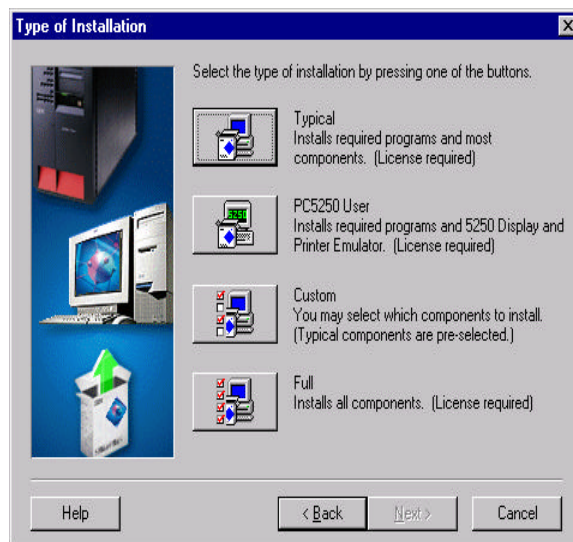 Type of Installation
Select the type of installation by pressing one of the buttons.
Typical
Installs required programs and most
components. (License required)
5250
PC5250 User
Installs required programs and 5250 Display and
Printer Emulator. (License required)
Custom
You may select which components to install.
(Typical components are pre-selected.)
Full
Installs all components. (License required)
Help
< Back
Next >
Cancel